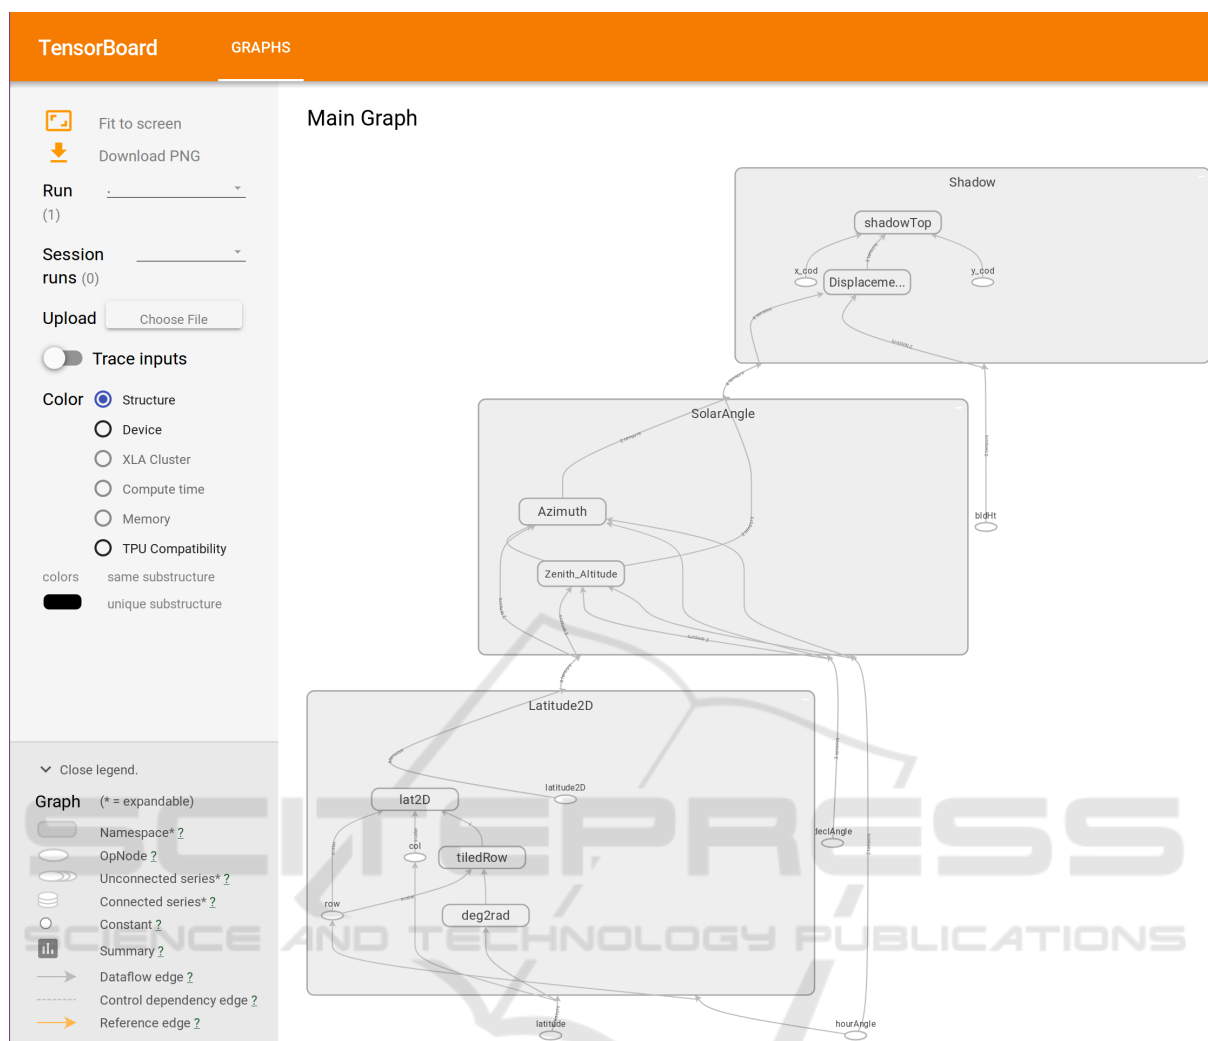 TensorBoard GRAPHS
Fit to screen
Download PNG
Run .
(1)
Session
runs (0)
Upload Choose File
Trace inputs
Color Structure
Device
XLA Cluster
Compute time
Memory
TPU Compatibility
colors same substructure
unique substructure
Close legend.
Graph (* = expandable)
Namespace* ?
OpNode ?
Unconnected series* ?
Connected series* ?
Constant ?
Summary ?
Dataflow edge ?
Control dependency edge ?
Reference edge ?
Main Graph
Shadow
shadowTop
x_cod
y_cod
Displaceme...
SolarAngle
Azimuth
bldHt
Zenith_Altitude
Latitude2D
latitude2D
lat2D
declAngle
col
tiledRow
row
deg2rad
latitude
hourAngle
SCITEPRESS
SCIENCE AND TECHNOLOGY PUBLICATIONS